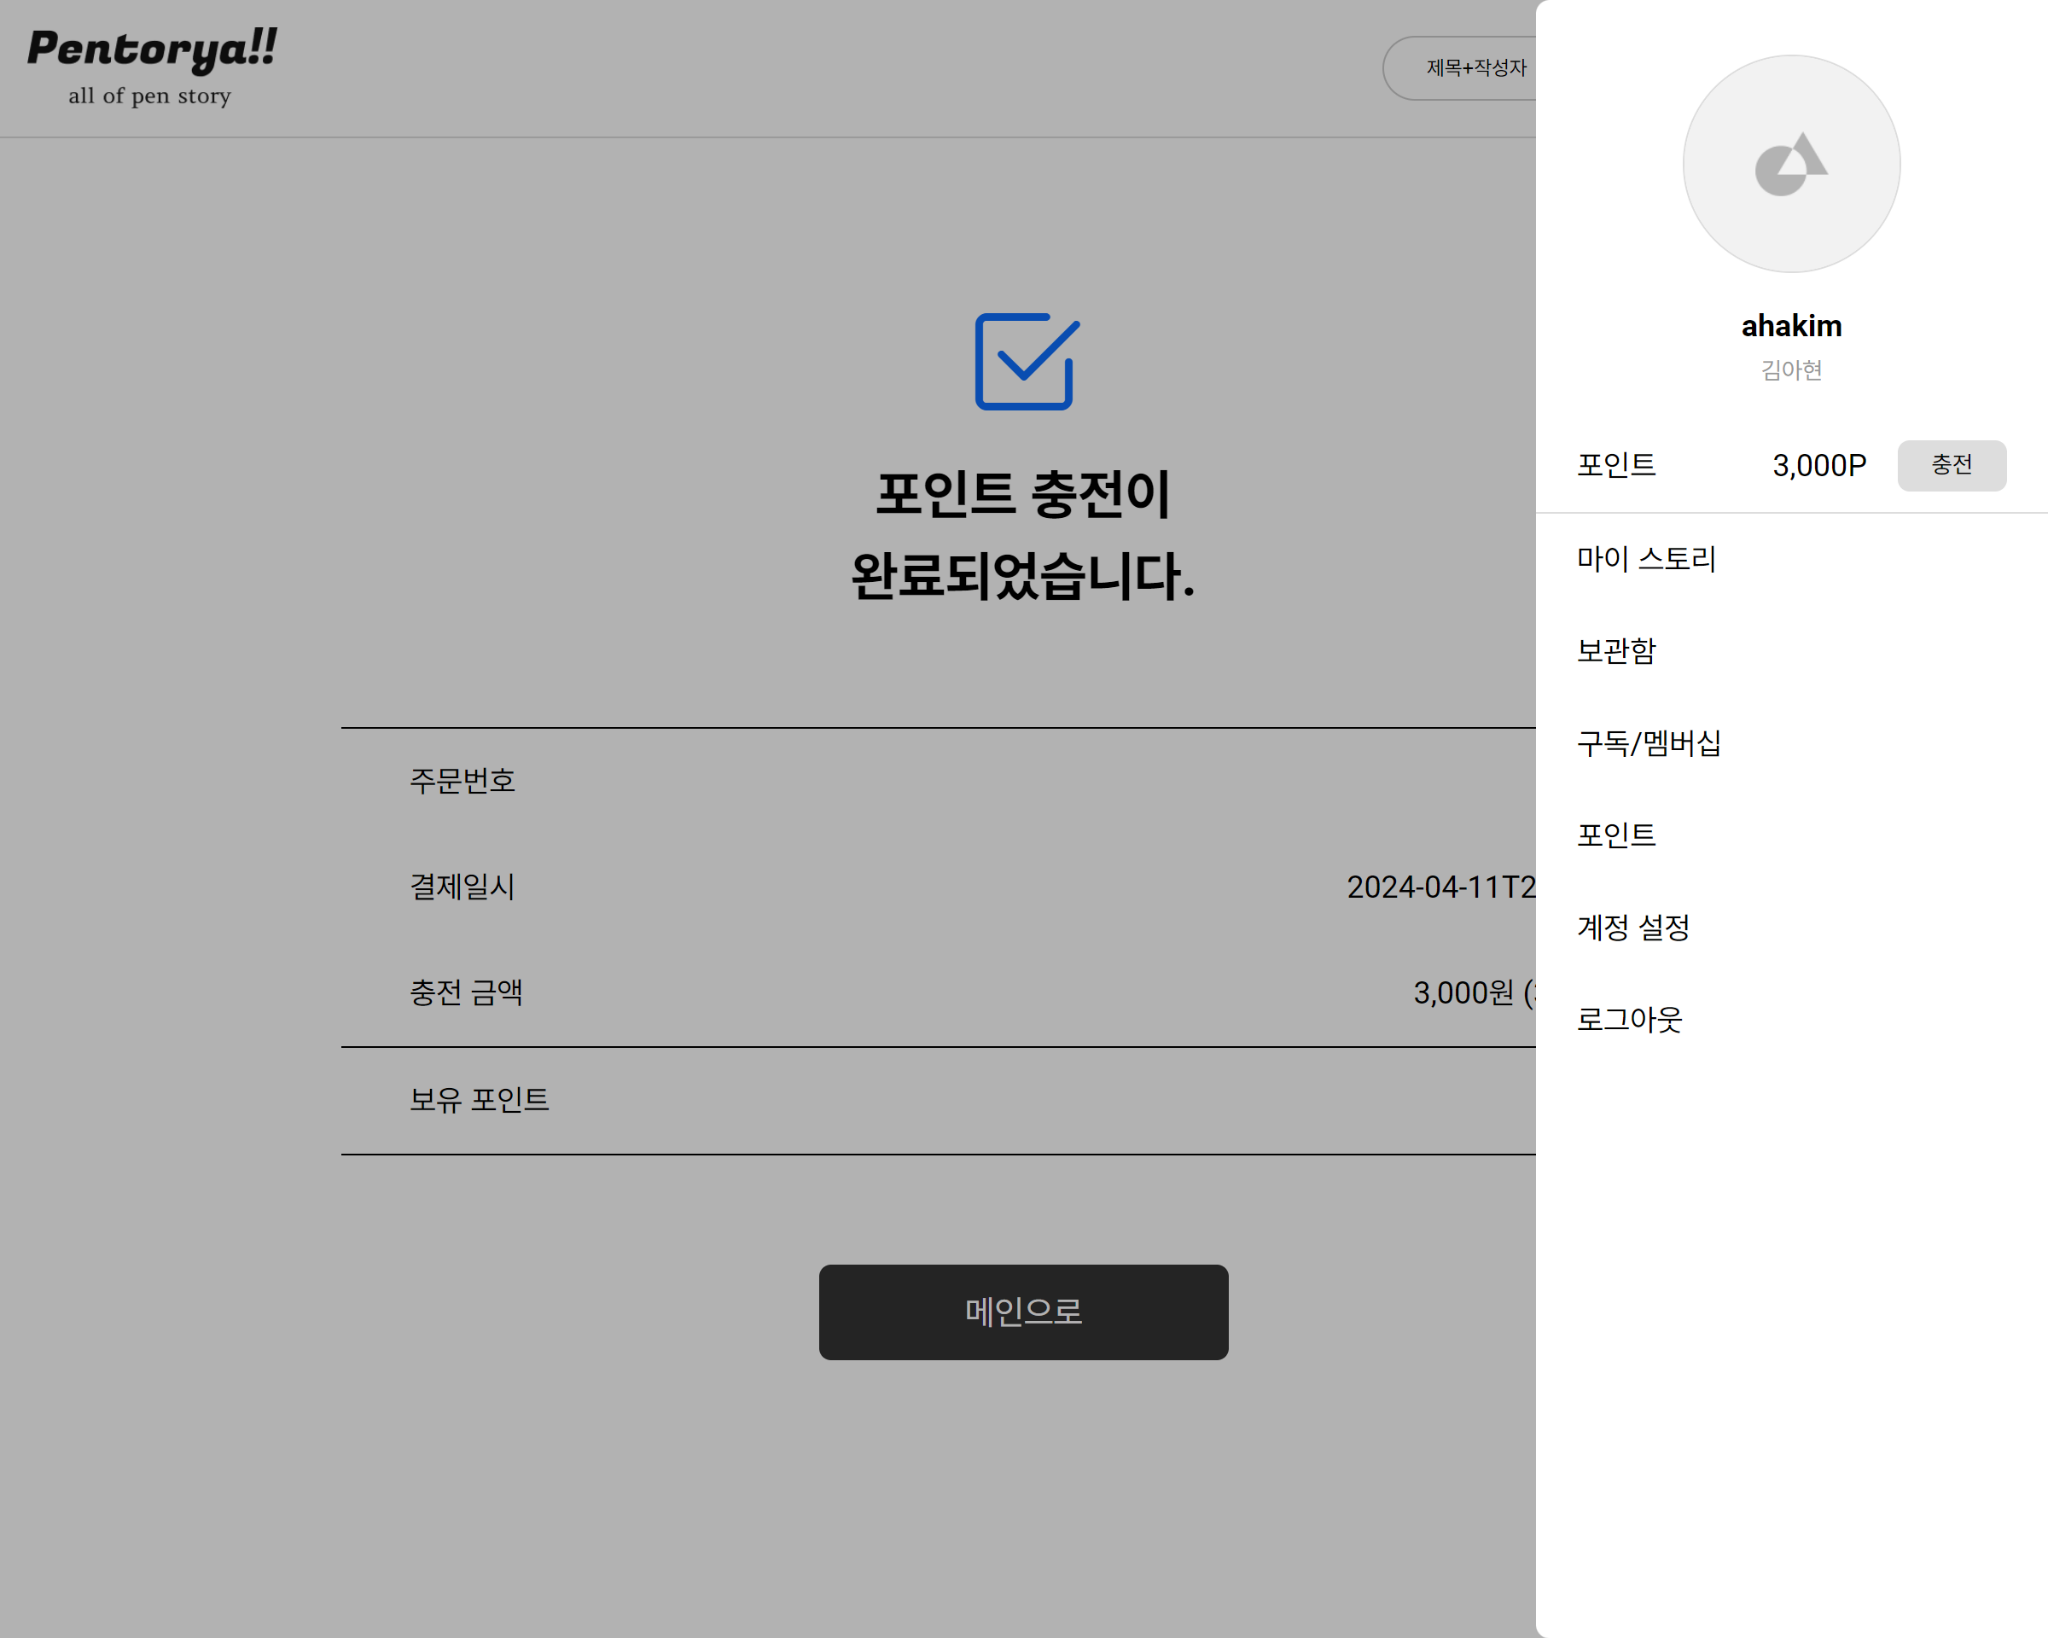 Pentorya!!
all of pen story
제목+작성자
포인트 충전이
완료되었습니다.
주문번호
결제일시 2024-04-11T2
충전 금액 3,000원 (
보유 포인트
메인으로
ahakim
김아현
포인트 3,000P 충전
마이 스토리
보관함
구독/멤버십
포인트
계정 설정
로그아웃